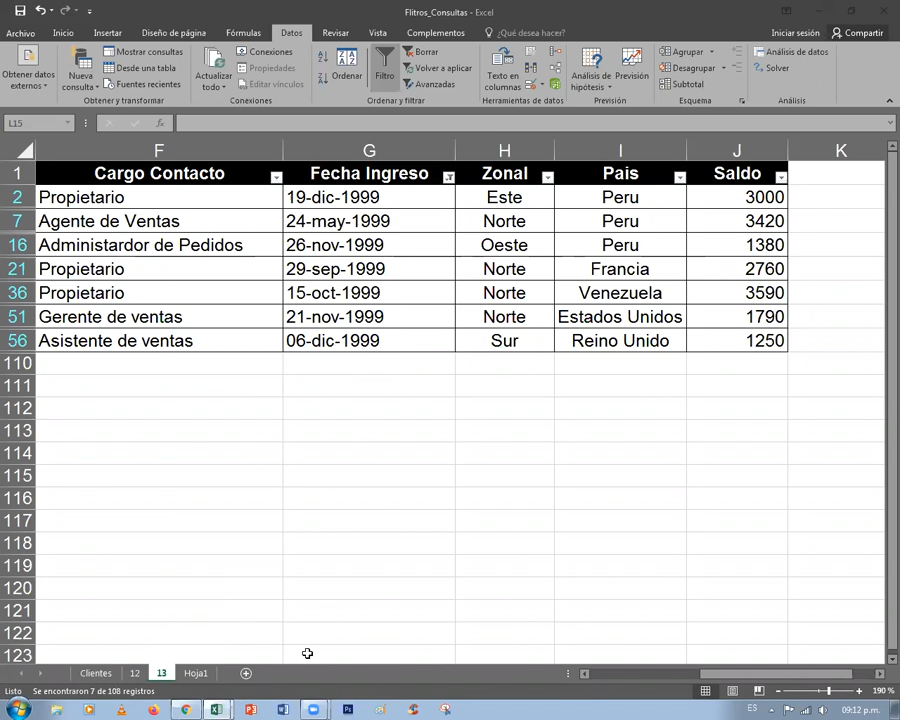 Flitros_Consultas - Excel
Archivo Inicio Insertar Diseño de página Fórmulas Datos Revisar Vista Complementos ¿Qué desea hacer? Iniciar sesión Compartir
Obtener datos externos
Nueva consulta
Mostrar consultas
Desde una tabla
Fuentes recientes
Obtener y transformar
Actualizar todo
Conexiones
Propiedades
Editar vínculos
Conexiones
Ordenar
Filtro
Borrar
Volver a aplicar
Avanzadas
Ordenar y filtrar
Texto en columnas
Herramientas de datos
Análisis de hipótesis
Previsión
Previsión
Agrupar
Desagrupar
Subtotal
Esquema
Análisis de datos
Solver
Análisis
L15 fx
F G H I J K
1 Cargo Contacto Fecha Ingreso Zonal Pais Saldo
2 Propietario 19-dic-1999 Este Peru 3000
7 Agente de Ventas 24-may-1999 Norte Peru 3420
16 Administardor de Pedidos 26-nov-1999 Oeste Peru 1380
21 Propietario 29-sep-1999 Norte Francia 2760
36 Propietario 15-oct-1999 Norte Venezuela 3590
51 Gerente de ventas 21-nov-1999 Norte Estados Unidos 1790
56 Asistente de ventas 06-dic-1999 Sur Reino Unido 1250
110
111
112
113
114
115
116
117
118
119
120
121
122
123
Clientes 12 13 Hoja1
Listo Se encontraron 7 de 108 registros 190 %
ES 09:12 p.m.